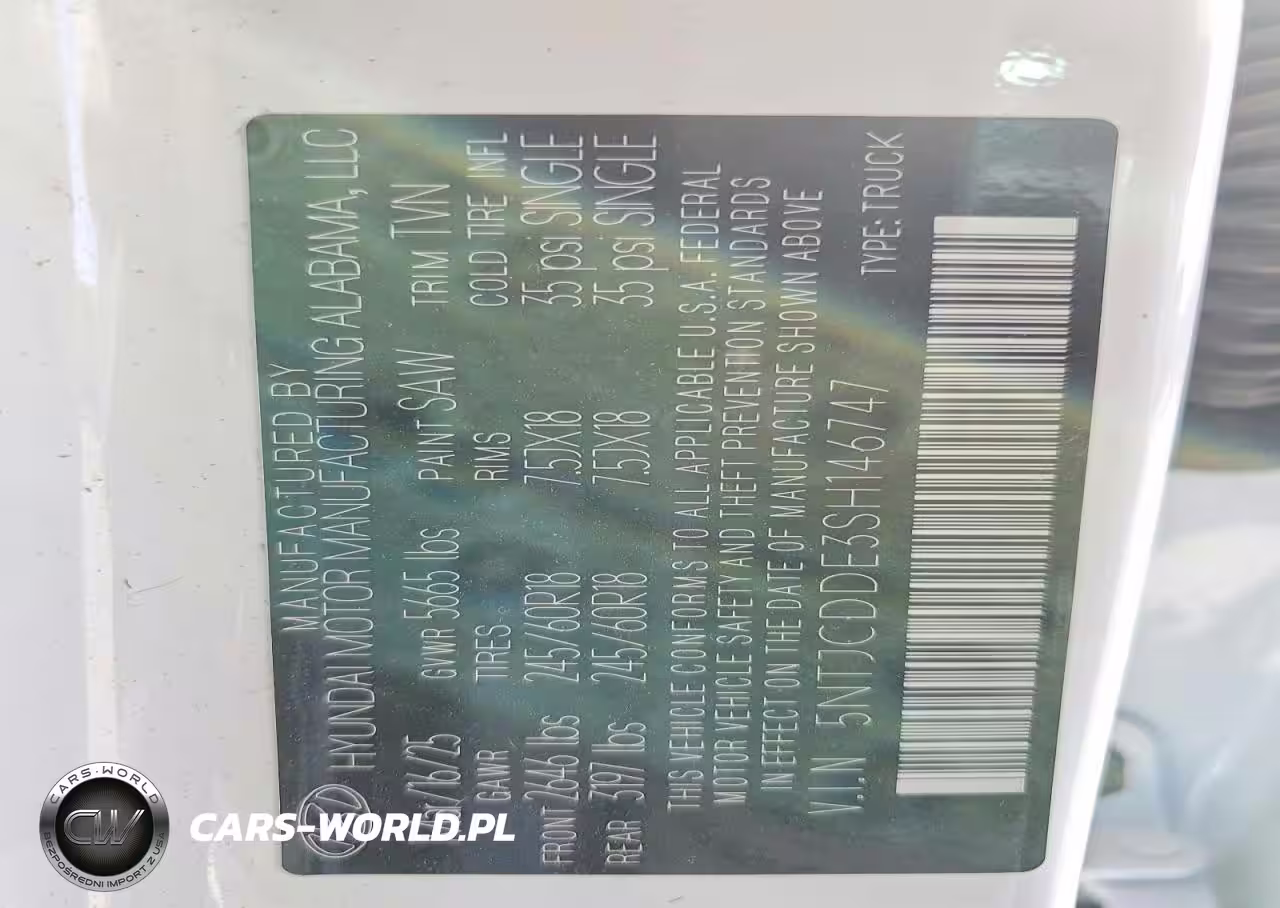 MANUFACTURED BY
HYUNDAI MOTOR MANUFACTURING ALABAMA, LLC
/16/25 GVWR 5665 lbs PAINT SAW TRIM TVN
GAWR TIRES RIMS COLD TIRE INFL
FRONT 2646 lbs 245/60R18 7.5JX18 35 psi SINGLE
REAR 3197 lbs 245/60R18 7.5JX18 35 psi SINGLE
THIS VEHICLE CONFORMS TO ALL APPLICABLE U.S.A. FEDERAL
MOTOR VEHICLE SAFETY AND THEFT PREVENTION STANDARDS
IN EFFECT ON THE DATE OF MANUFACTURE SHOWN ABOVE
V.I.N 5NTJCDDE3SH146747 TYPE: TRUCK
CARS-WORLD
CW
BEZPOŚREDNI IMPORT Z USA
CARS-WORLD.PL